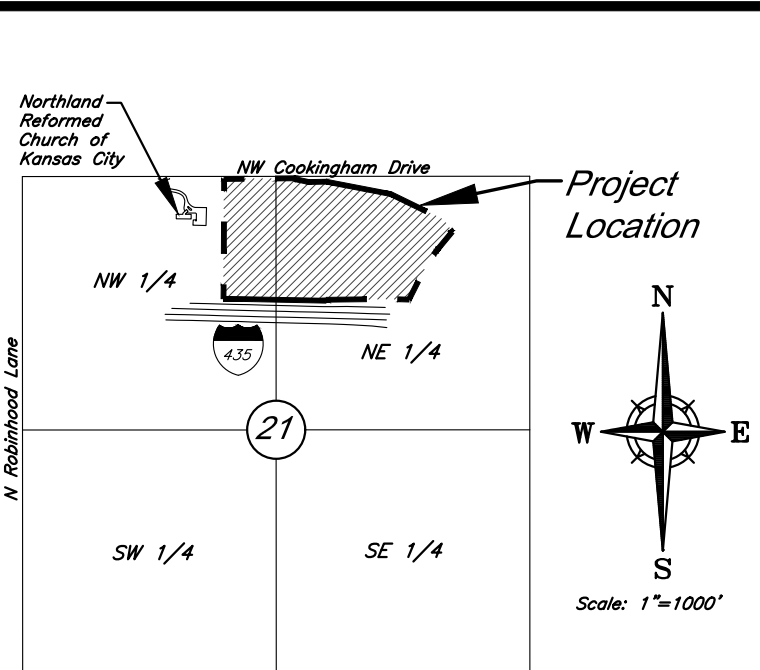 Northland
Reformed
Church of
Kansas City
NW Cookingham Drive
Project
Location
NW 1/4
435
NE 1/4
N Robinhood Lane
21
SW 1/4
SE 1/4
N
W
E
S
Scale: 1"=1000'